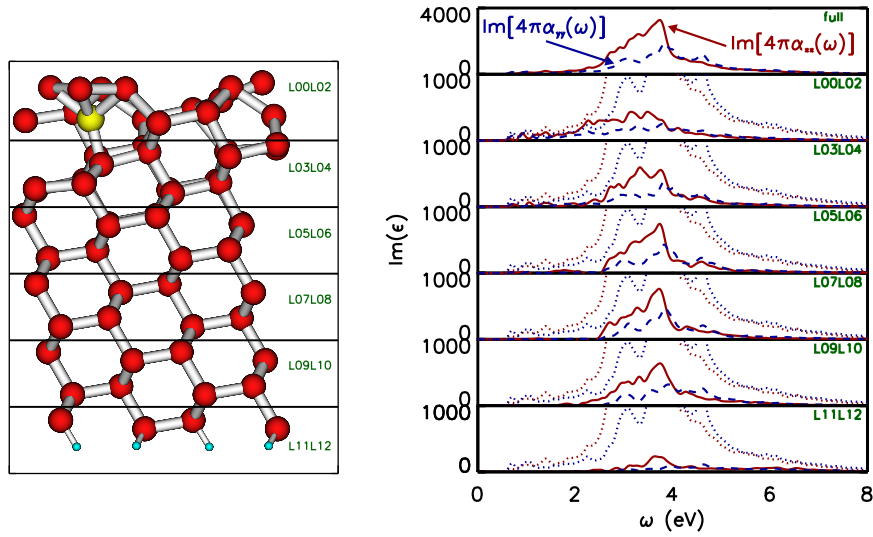 L00L02
L03L04
L05L06
L07L08
L09L10
L11L12
Im(ϵ)
4000
0
1000
0
1000
0
1000
0
1000
0
1000
0
1000
0
full
Im[4πα_yy(ω)]
Im[4πα_xx(ω)]
L00L02
L03L04
L05L06
L07L08
L09L10
L11L12
0 2 4 6 8
ω (eV)